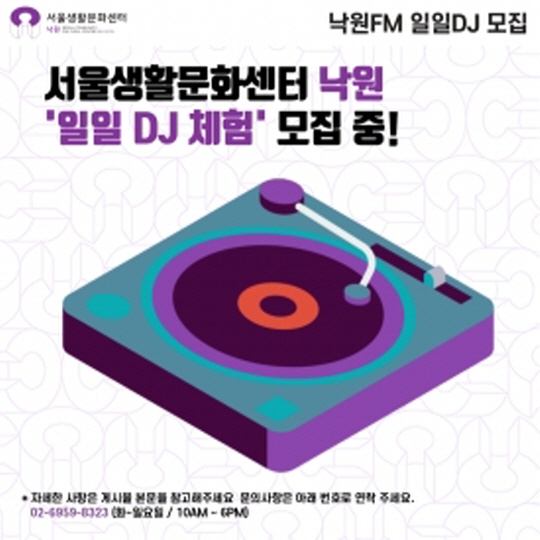 서울생활문화센터
낙원
낙원FM 일일DJ 모집
서울생활문화센터 낙원
'일일 DJ 체험' 모집 중!
* 자세한 사항은 게시물 본문을 참고해주세요 문의사항은 아래 번호로 연락 주세요.
02-6959-8323 (화-일요일 / 10AM - 6PM)